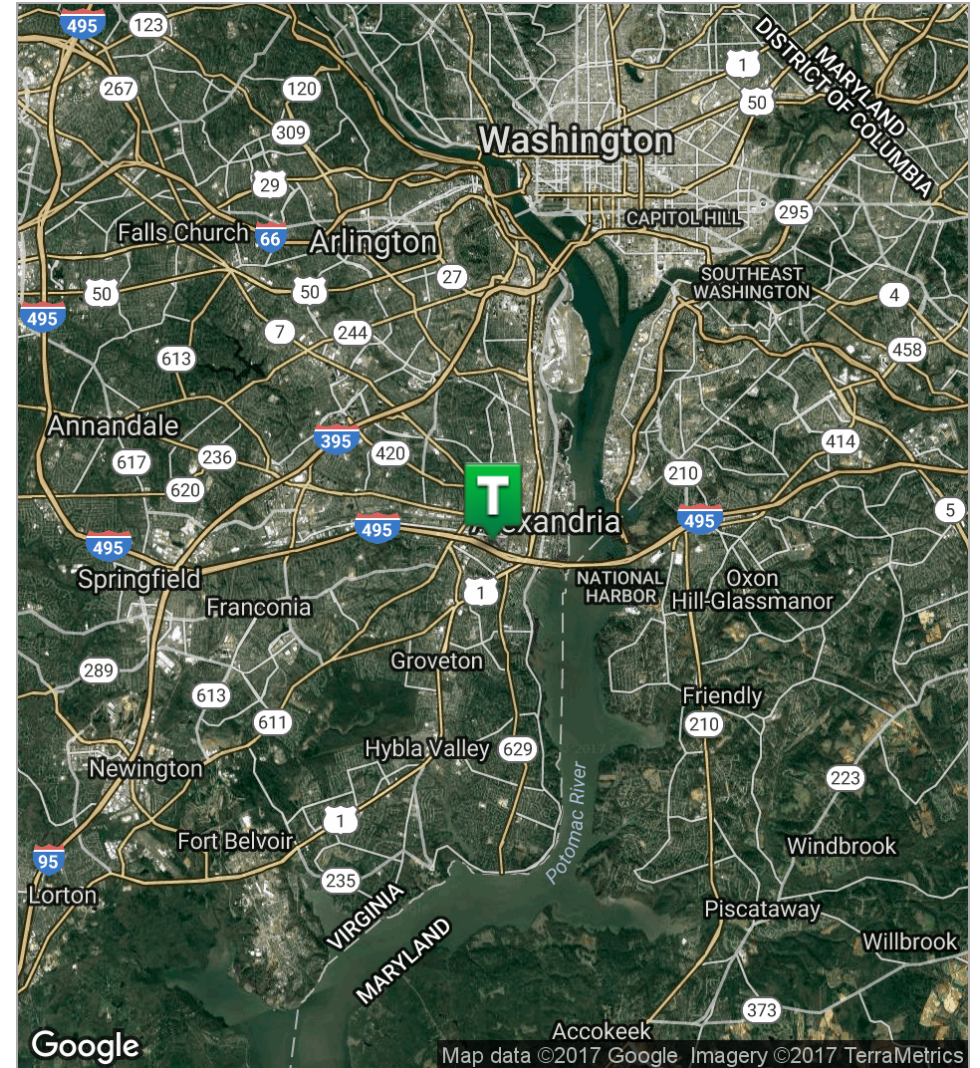 495
123
267
120
309
1
50
MARYLAND
DISTRICT OF COLUMBIA
Washington
29
66
Falls Church
Arlington
CAPITOL HILL
295
27
50
50
SOUTHEAST
WASHINGTON
4
495
7
244
613
458
Annandale
617
236
395
420
620
210
414
T
495
495
Alexandria
495
5
Springfield
Franconia
1
NATIONAL
HARBOR
Oxon
Hill-Glassmanor
Groveton
289
613
611
Friendly
210
Hybla Valley
629
Newington
223
Potomac River
1
Fort Belvoir
Windbrook
95
Lorton
235
VIRGINIA
MARYLAND
Piscataway
Willbrook
373
Accokeek
Google
Map data ©2017 Google Imagery ©2017 TerraMetrics